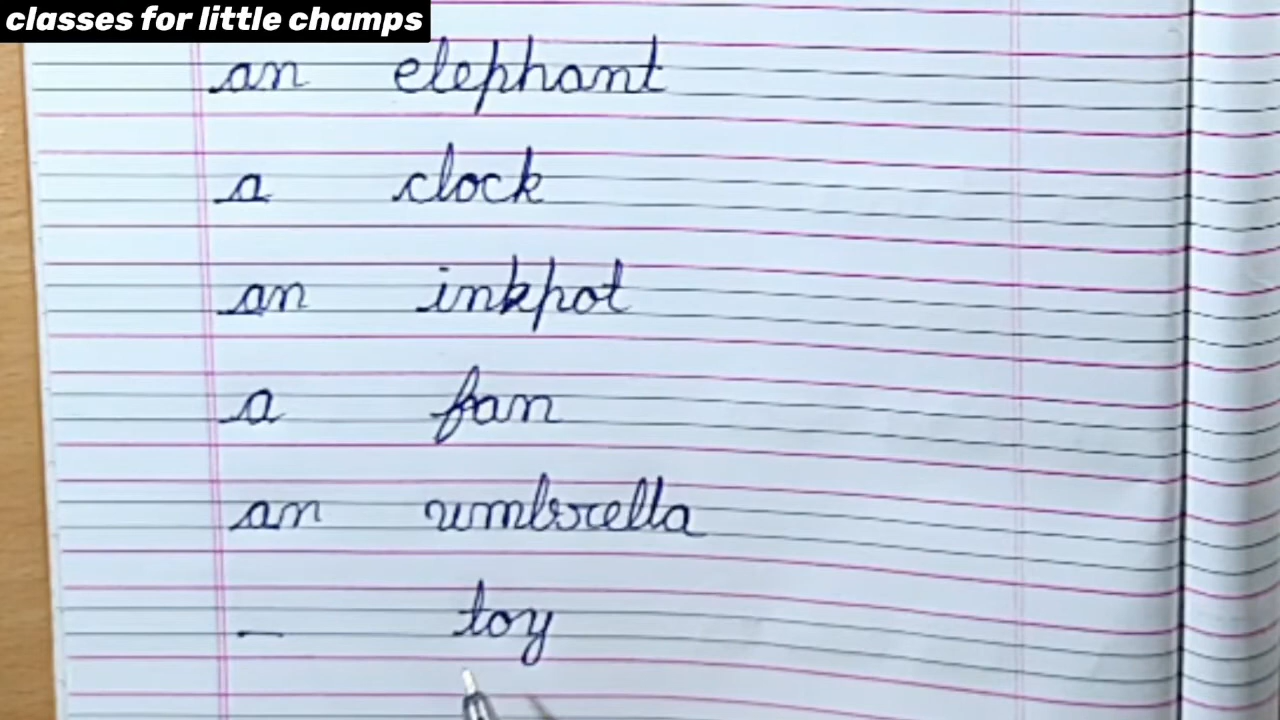 classes for little champs
an elephant
a clock
an inkpot
a fan
an umbrella
_ toy